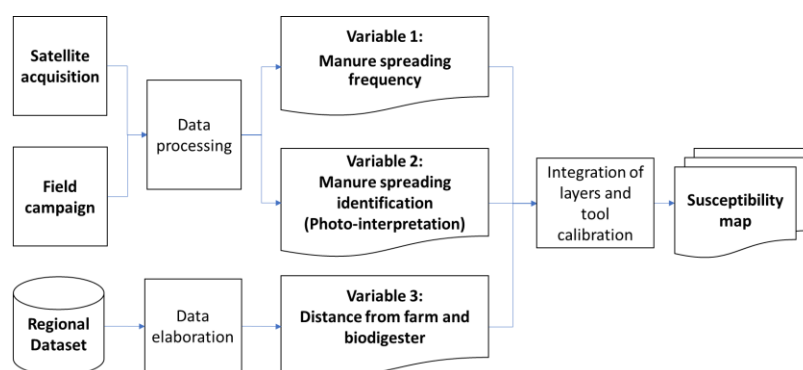 Satellite
acquisition
Field
campaign
Data
processing
Variable 1:
Manure spreading
frequency
Variable 2:
Manure spreading
identification
(Photo-interpretation)
Regional
Dataset
Data
elaboration
Variable 3:
Distance from farm and
biodigester
Integration of
layers and
tool
calibration
Susceptibility
map